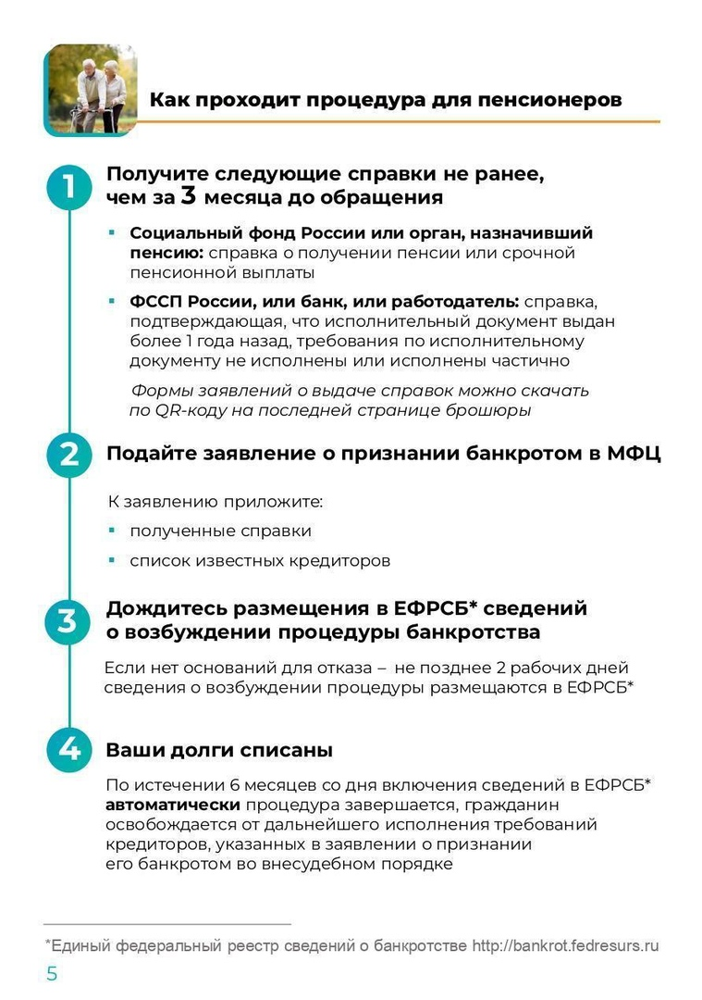 Как проходит процедура для пенсионеров
1
Получите следующие справки не ранее,
чем за 3 месяца до обращения
▪ Социальный фонд России или орган, назначивший
пенсию: справка о получении пенсии или срочной
пенсионной выплаты
▪ ФССП России, или банк, или работодатель: справка,
подтверждающая, что исполнительный документ выдан
более 1 года назад, требования по исполнительному
документу не исполнены или исполнены частично
Формы заявлений о выдаче справок можно скачать
по QR-коду на последней странице брошюры
2
Подайте заявление о признании банкротом в МФЦ
К заявлению приложите:
▪ полученные справки
▪ список известных кредиторов
3
Дождитесь размещения в ЕФРСБ* сведений
о возбуждении процедуры банкротства
Если нет оснований для отказа – не позднее 2 рабочих дней
сведения о возбуждении процедуры размещаются в ЕФРСБ*
4
Ваши долги списаны
По истечении 6 месяцев со дня включения сведений в ЕФРСБ*
автоматически процедура завершается, гражданин
освобождается от дальнейшего исполнения требований
кредиторов, указанных в заявлении о признании
его банкротом во внесудебном порядке
*Единый федеральный реестр сведений о банкротстве http://bankrot.fedresurs.ru
5